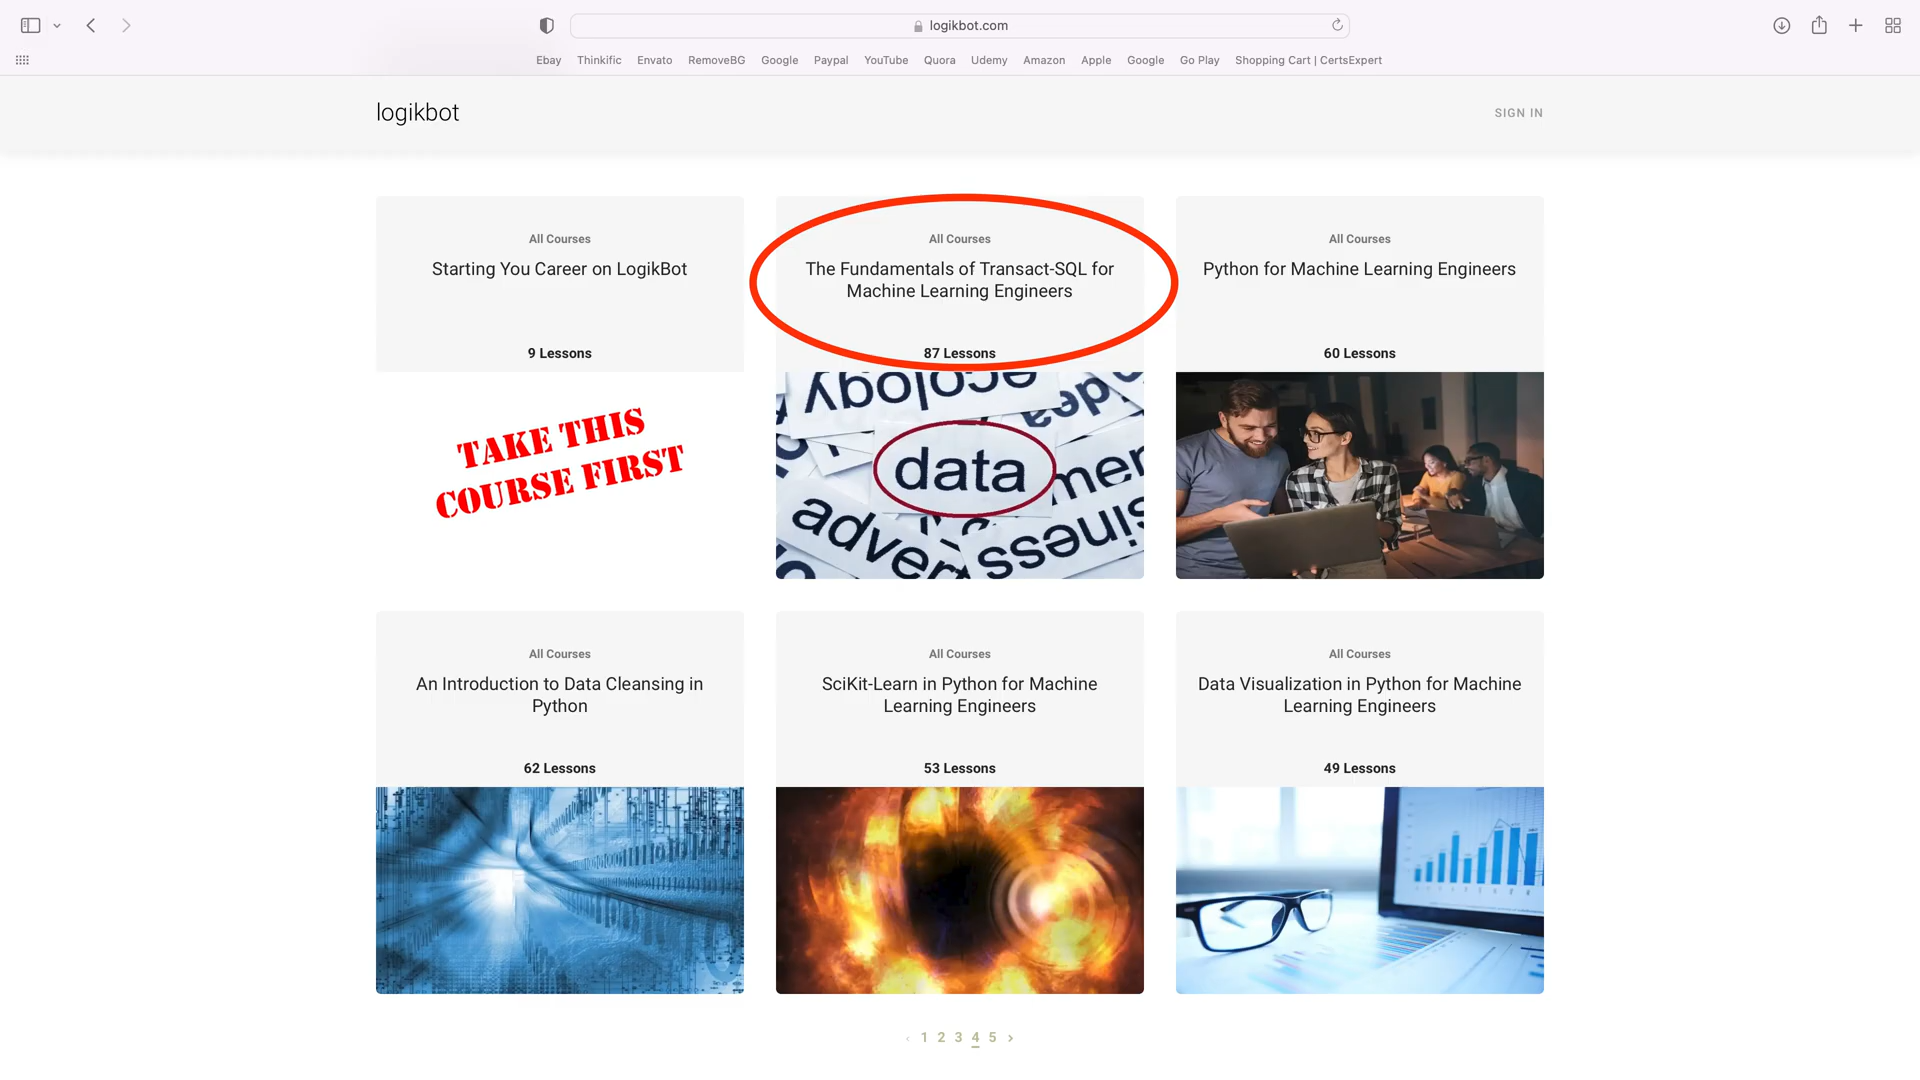 logikbot.com
Ebay Thinkific Envato RemoveBG Google Paypal YouTube Quora Udemy Amazon Apple Google Go Play Shopping Cart | CertsExpert
logikbot
SIGN IN
All Courses
Starting You Career on LogikBot
9 Lessons
TAKE THIS
COURSE FIRST
All Courses
The Fundamentals of Transact-SQL for
Machine Learning Engineers
87 Lessons
ecology
data
All Courses
Python for Machine Learning Engineers
60 Lessons
All Courses
An Introduction to Data Cleansing in
Python
62 Lessons
All Courses
SciKit-Learn in Python for Machine
Learning Engineers
53 Lessons
All Courses
Data Visualization in Python for Machine
Learning Engineers
49 Lessons
‹ 1 2 3 4 5 ›